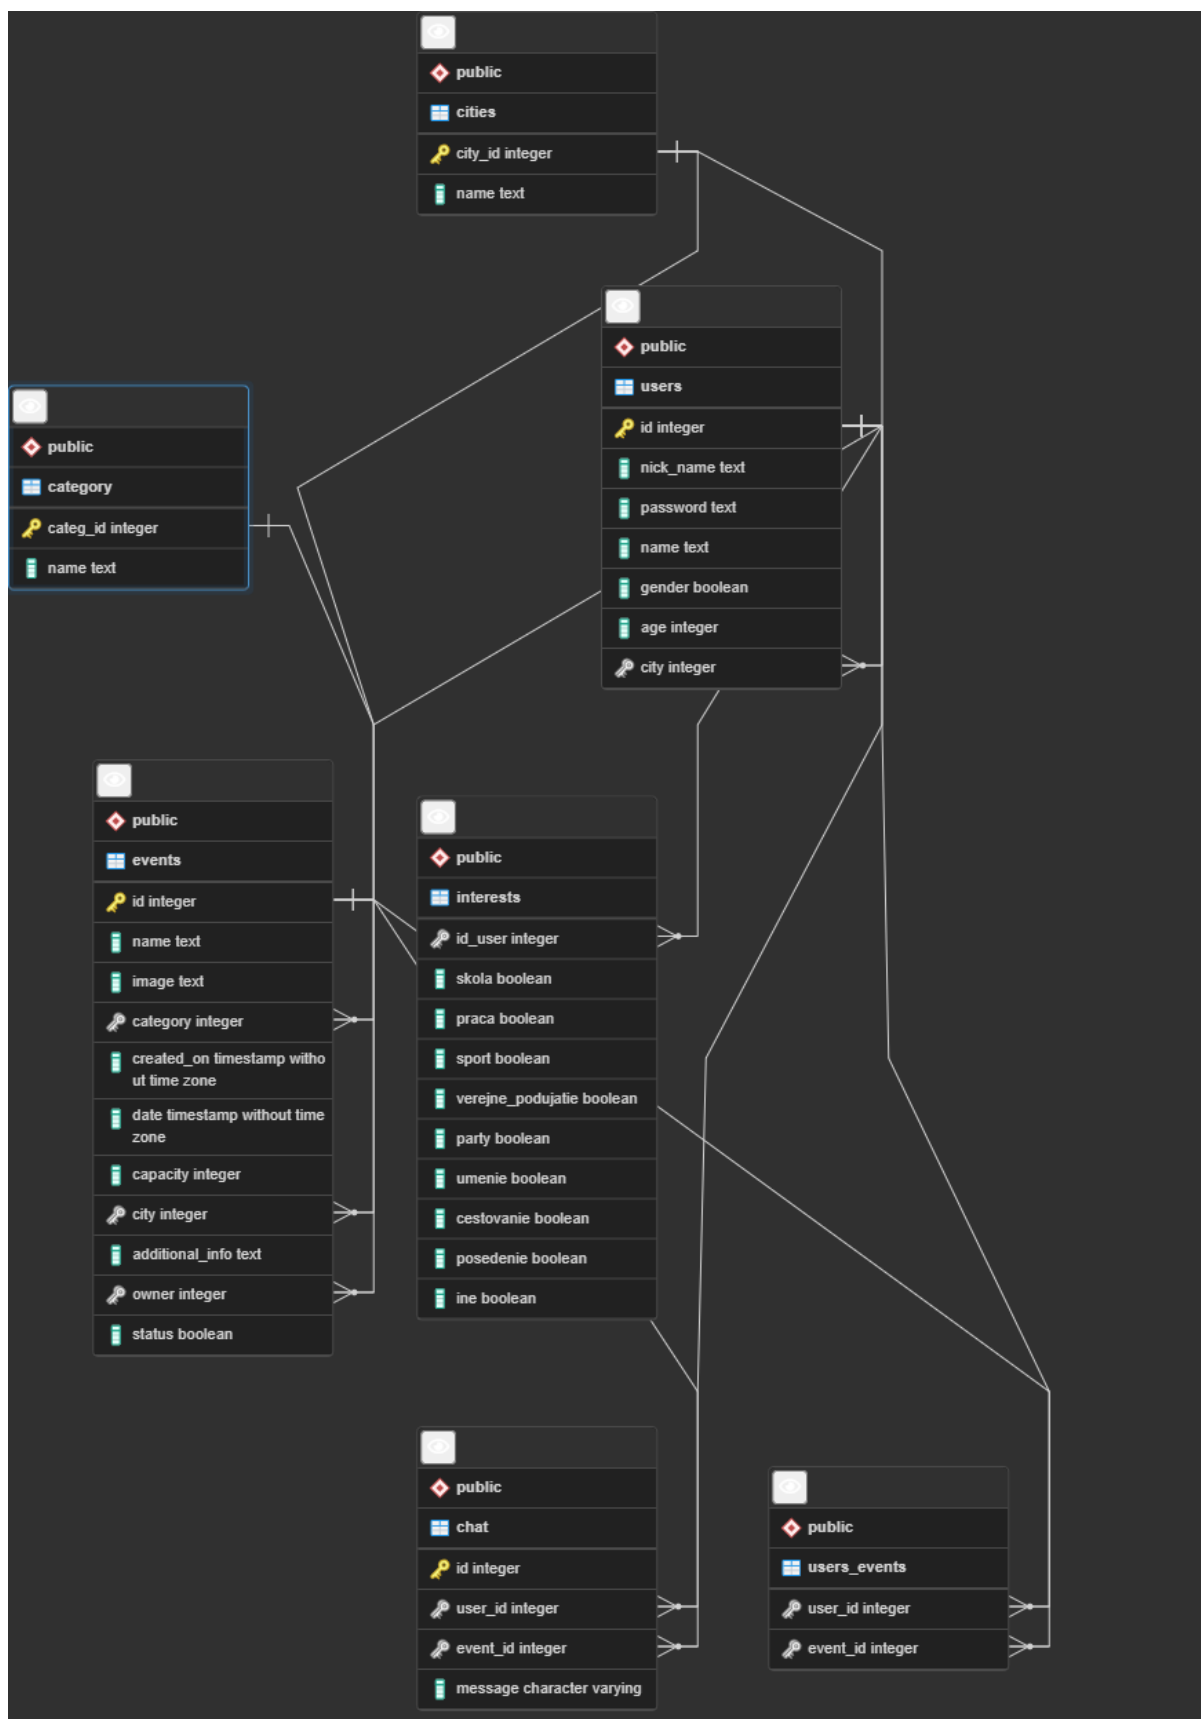 public
cities
city_id integer
name text
public
users
id integer
nick_name text
password text
name text
gender boolean
age integer
city integer
public
category
categ_id integer
name text
public
events
id integer
name text
image text
category integer
created_on timestamp witho
ut time zone
date timestamp without time
zone
capacity integer
city integer
additional_info text
owner integer
status boolean
public
interests
id_user integer
skola boolean
praca boolean
sport boolean
verejne_podujatie boolean
party boolean
umenie boolean
cestovanie boolean
posedenie boolean
ine boolean
public
chat
id integer
user_id integer
event_id integer
message character varying
public
users_events
user_id integer
event_id integer